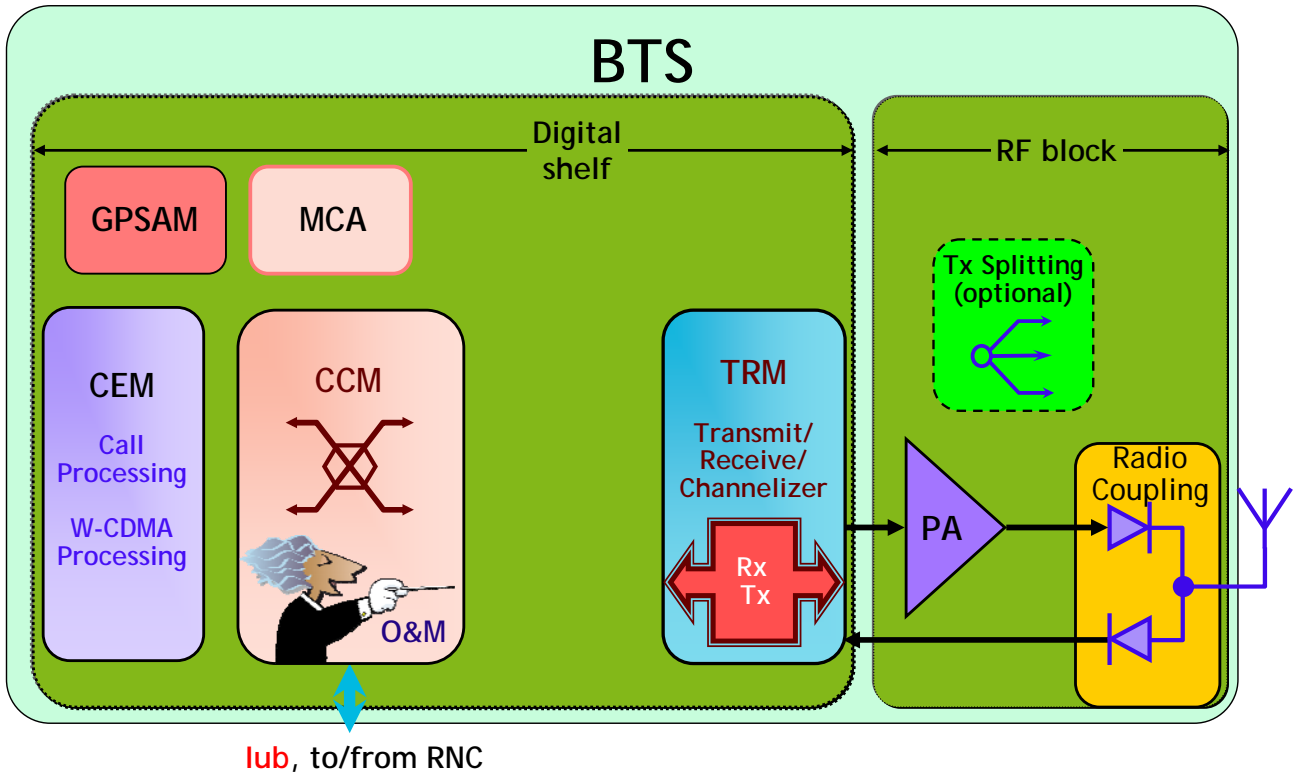 BTS
Digital
shelf
RF block
GPSAM
MCA
Tx Splitting
(optional)
CEM
Call
Processing
W-CDMA
Processing
CCM
O&M
TRM
Transmit/
Receive/
Channelizer
Rx
Tx
PA
Radio
Coupling
Iub, to/from RNC